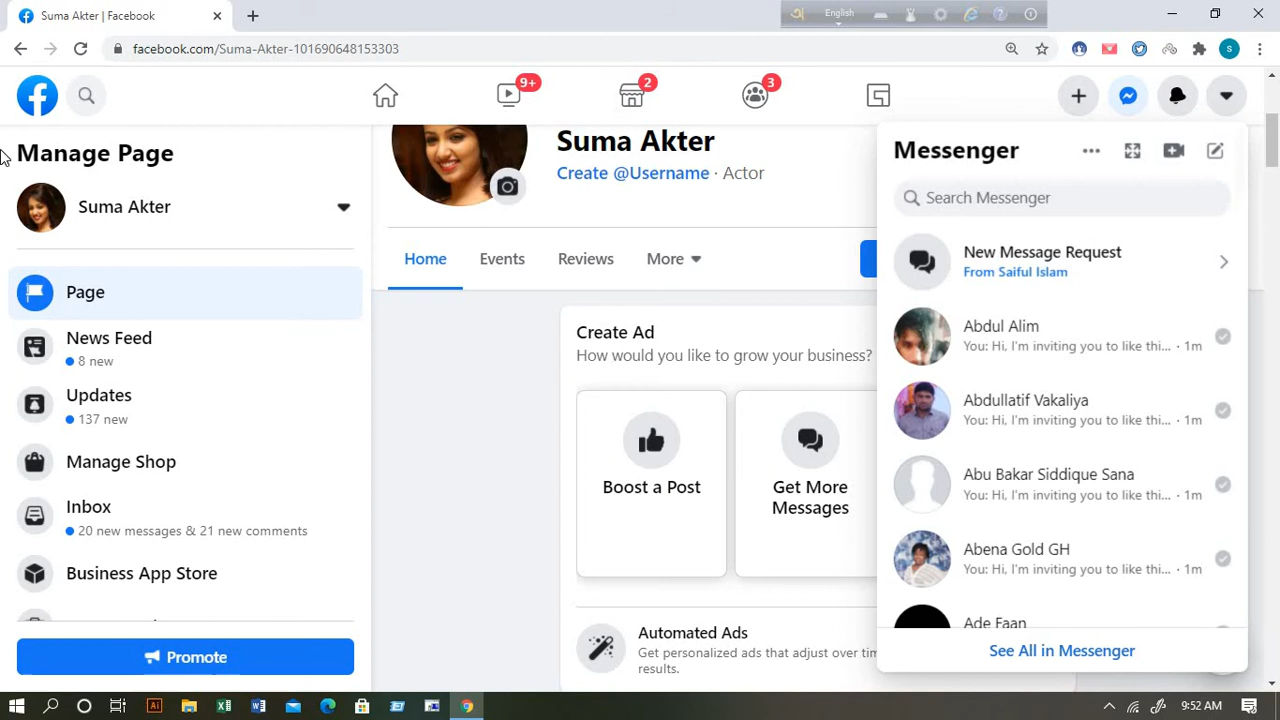 Suma Akter | Facebook
English
facebook.com/Suma-Akter-101690648153303
S
9+
2
3
Manage Page
Suma Akter
Page
News Feed
8 new
Updates
137 new
Manage Shop
Inbox
20 new messages & 21 new comments
Business App Store
Promote
Suma Akter
Create @Username · Actor
Home
Events
Reviews
More
Create Ad
How would you like to grow your business?
Boost a Post
Get More
Messages
Automated Ads
Get personalized ads that adjust over
results.
Messenger
Search Messenger
New Message Request
From Saiful Islam
Abdul Alim
You: Hi, I'm inviting you to like thi... · 1m
Abdullatif Vakaliya
You: Hi, I'm inviting you to like thi... · 1m
Abu Bakar Siddique Sana
You: Hi, I'm inviting you to like thi... · 1m
Abena Gold GH
You: Hi, I'm inviting you to like thi... · 1m
Ade Faan
See All in Messenger
Ai
9:52 AM